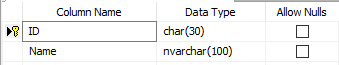 Column Name Data Type Allow Nulls
ID char(30)
Name nvarchar(100)